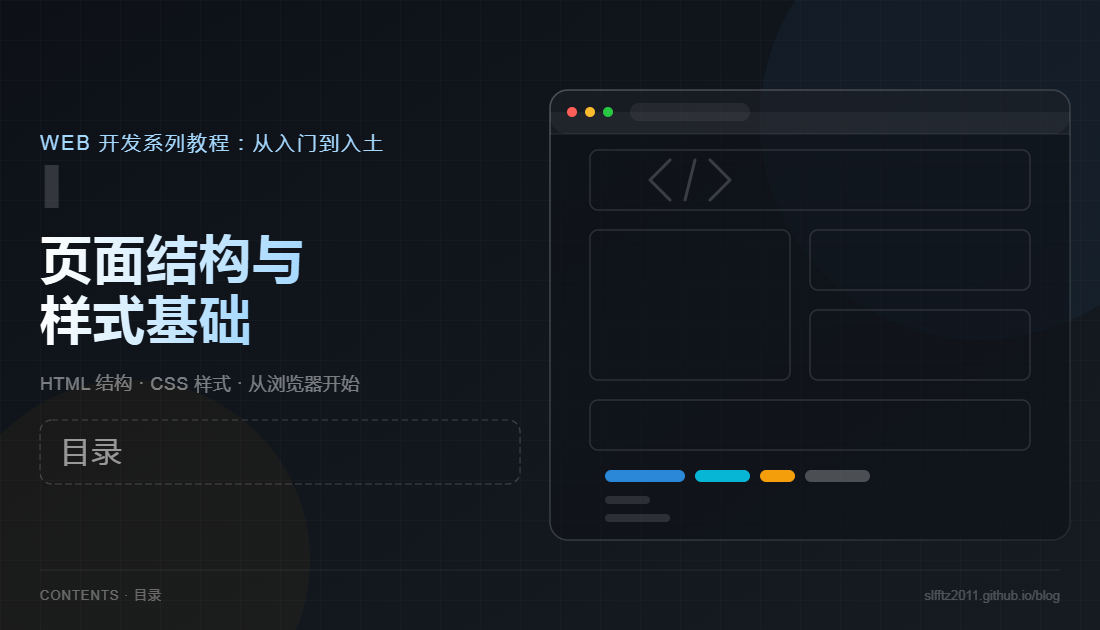 WEB 开发系列教程：从入门到入土
页面结构与
样式基础
HTML 结构 · CSS 样式 · 从浏览器开始
目录
</>
CONTENTS · 目录
slfftz2011.github.io/blog